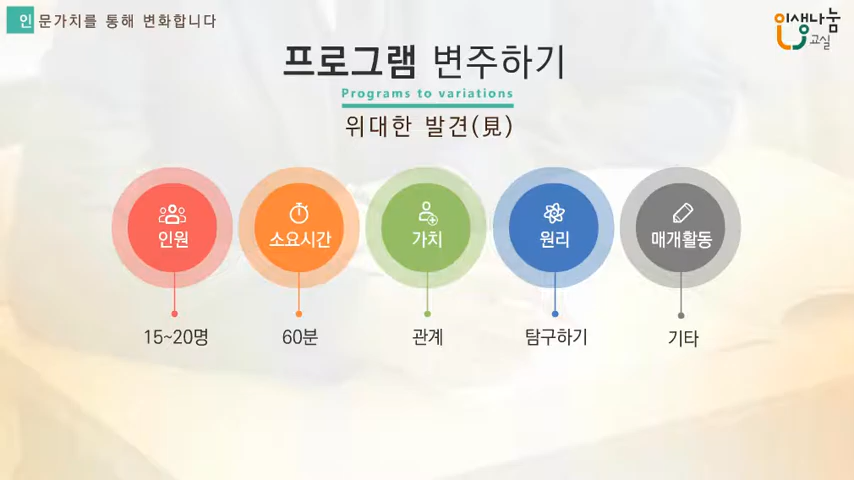 인문가치를 통해 변화합니다
인생나눔
교실
프로그램 변주하기
Programs to variations
위대한 발견(見)
인원 소요시간 가치 원리 매개활동
15~20명 60분 관계 탐구하기 기타